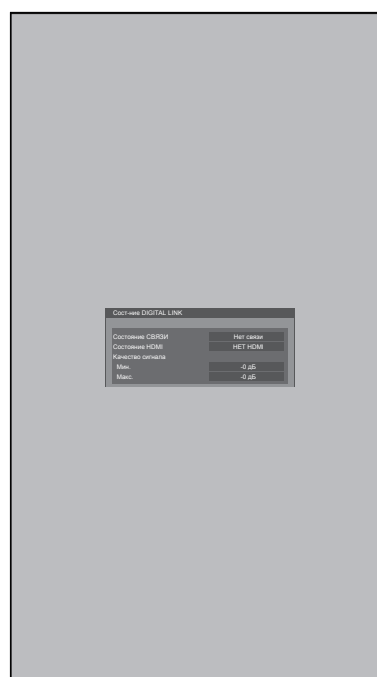 Сост-ние DIGITAL LINK
Состояние СВЯЗИ Нет связи
Состояние HDMI НЕТ HDMI
Качество сигнала
Мин. -0 дБ
Макс. -0 дБ